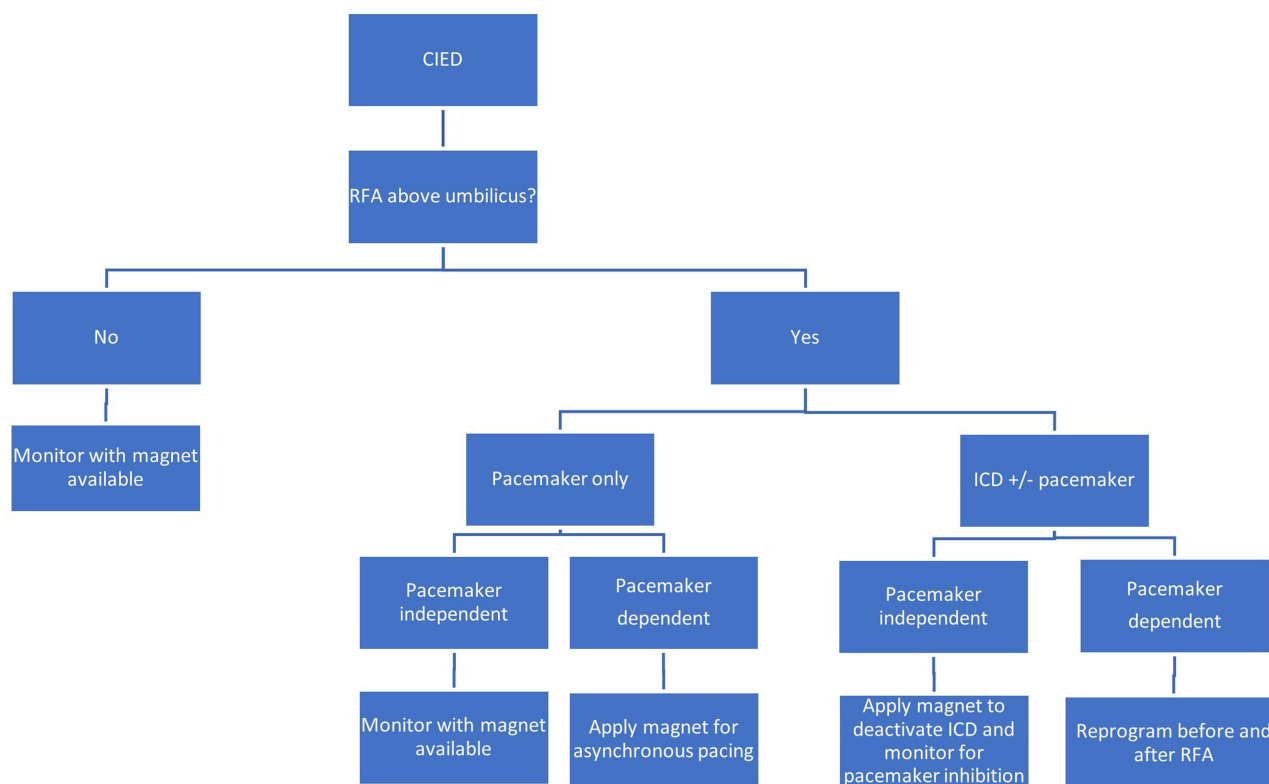 CIED
RFA above umbilicus?
No
Yes
Monitor with magnet
available
Pacemaker only
ICD +/- pacemaker
Pacemaker
independent
Pacemaker
dependent
Pacemaker
independent
Pacemaker
dependent
Monitor with magnet
available
Apply magnet for
asynchronous pacing
Apply magnet to
deactivate ICD and
monitor for
pacemaker inhibition
Reprogram before and
after RFA